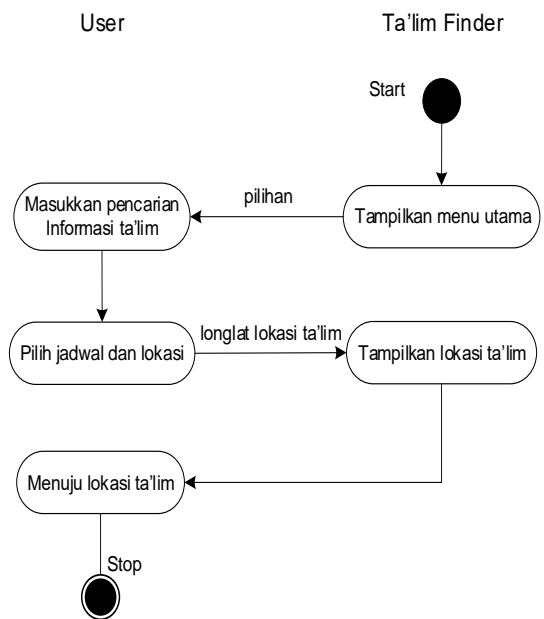 User
Ta'lim Finder
Start
Tampilkan menu utama
pilihan
Masukkan pencarian
Informasi ta'lim
Pilih jadwal dan lokasi
longlat lokasi ta'lim
Tampilkan lokasi ta'lim
Menuju lokasi ta'lim
Stop